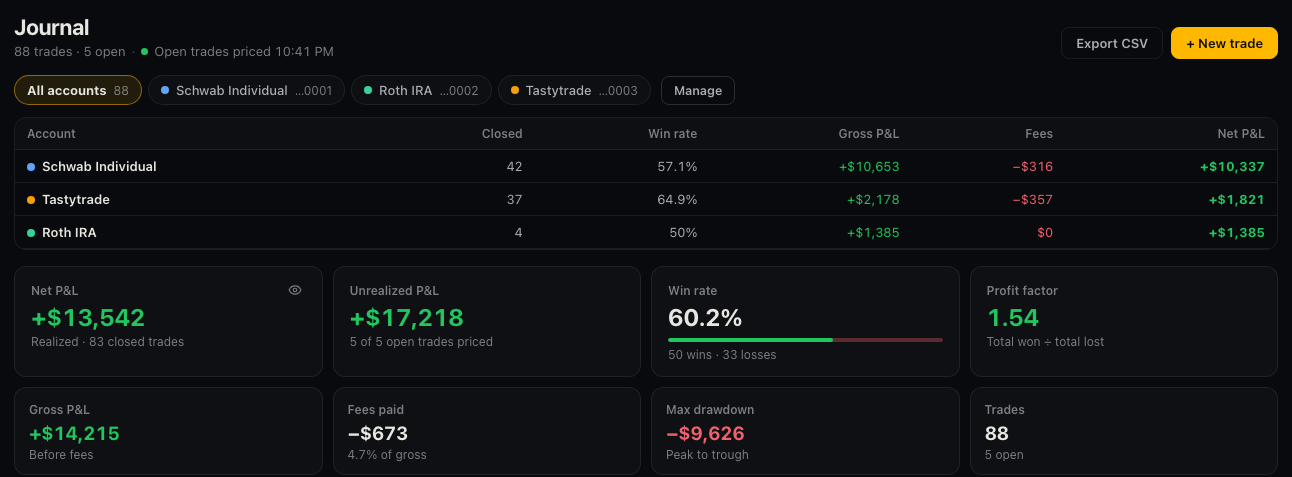 Journal
88 trades · 5 open · Open trades priced 10:41 PM
Export CSV
+ New trade
All accounts 88
Schwab Individual ...0001
Roth IRA ...0002
Tastytrade ...0003
Manage
Account Closed Win rate Gross P&L Fees Net P&L
Schwab Individual 42 57.1% +$10,653 −$316 +$10,337
Tastytrade 37 64.9% +$2,178 −$357 +$1,821
Roth IRA 4 50% +$1,385 $0 +$1,385
Net P&L
+$13,542
Realized · 83 closed trades
Unrealized P&L
+$17,218
5 of 5 open trades priced
Win rate
60.2%
50 wins · 33 losses
Profit factor
1.54
Total won ÷ total lost
Gross P&L
+$14,215
Before fees
Fees paid
−$673
4.7% of gross
Max drawdown
−$9,626
Peak to trough
Trades
88
5 open